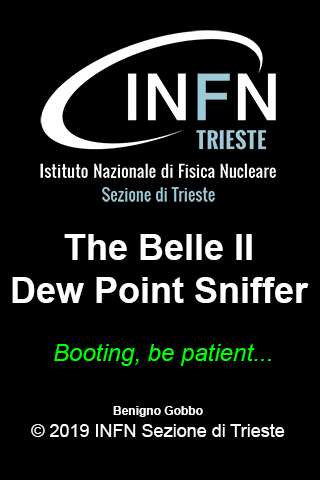 INFN
TRIESTE
Istituto Nazionale di Fisica Nucleare
Sezione di Trieste
The Belle II
Dew Point Sniffer
Booting, be patient...
Benigno Gobbo
© 2019 INFN Sezione di Trieste